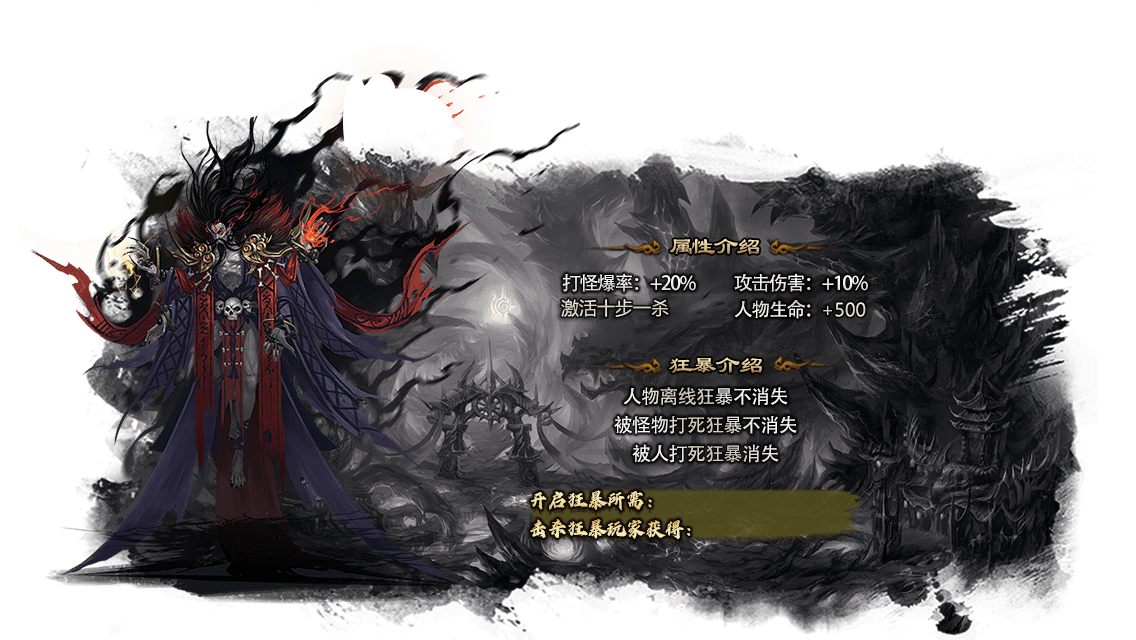 属性介绍
打怪爆率：+20% 攻击伤害：+10%
激活十步一杀 人物生命：+500
狂暴介绍
人物离线狂暴不消失
被怪物打死狂暴不消失
被人打死狂暴消失
开启狂暴所需：
击杀狂暴玩家获得：